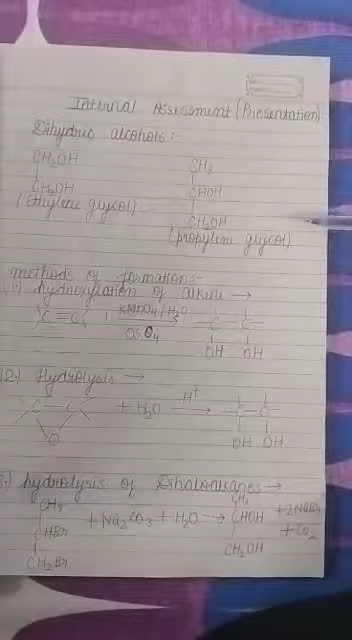 Internal Assessment (Presentation)
Dihydric alcohols :-
CH2OH
CH2OH
(Ethylene glycol)
CH3
CHOH
CH2OH
(propylene glycol)
methods of formation:-
(1) hydroxylation of alkene →
C=C
KMnO4/H2O
OsO4
C-C
OH OH
(2.) Hydrolysis →
C-C
O
+ H2O
H+
→
C-C
OH OH
3.) hydrolysis of Dihaloalkanes →
CH3
CHBr
CH2Br
+ Na2CO3 + H2O →
CH3
CHOH
CH2OH
+ 2NaBr
+ CO2